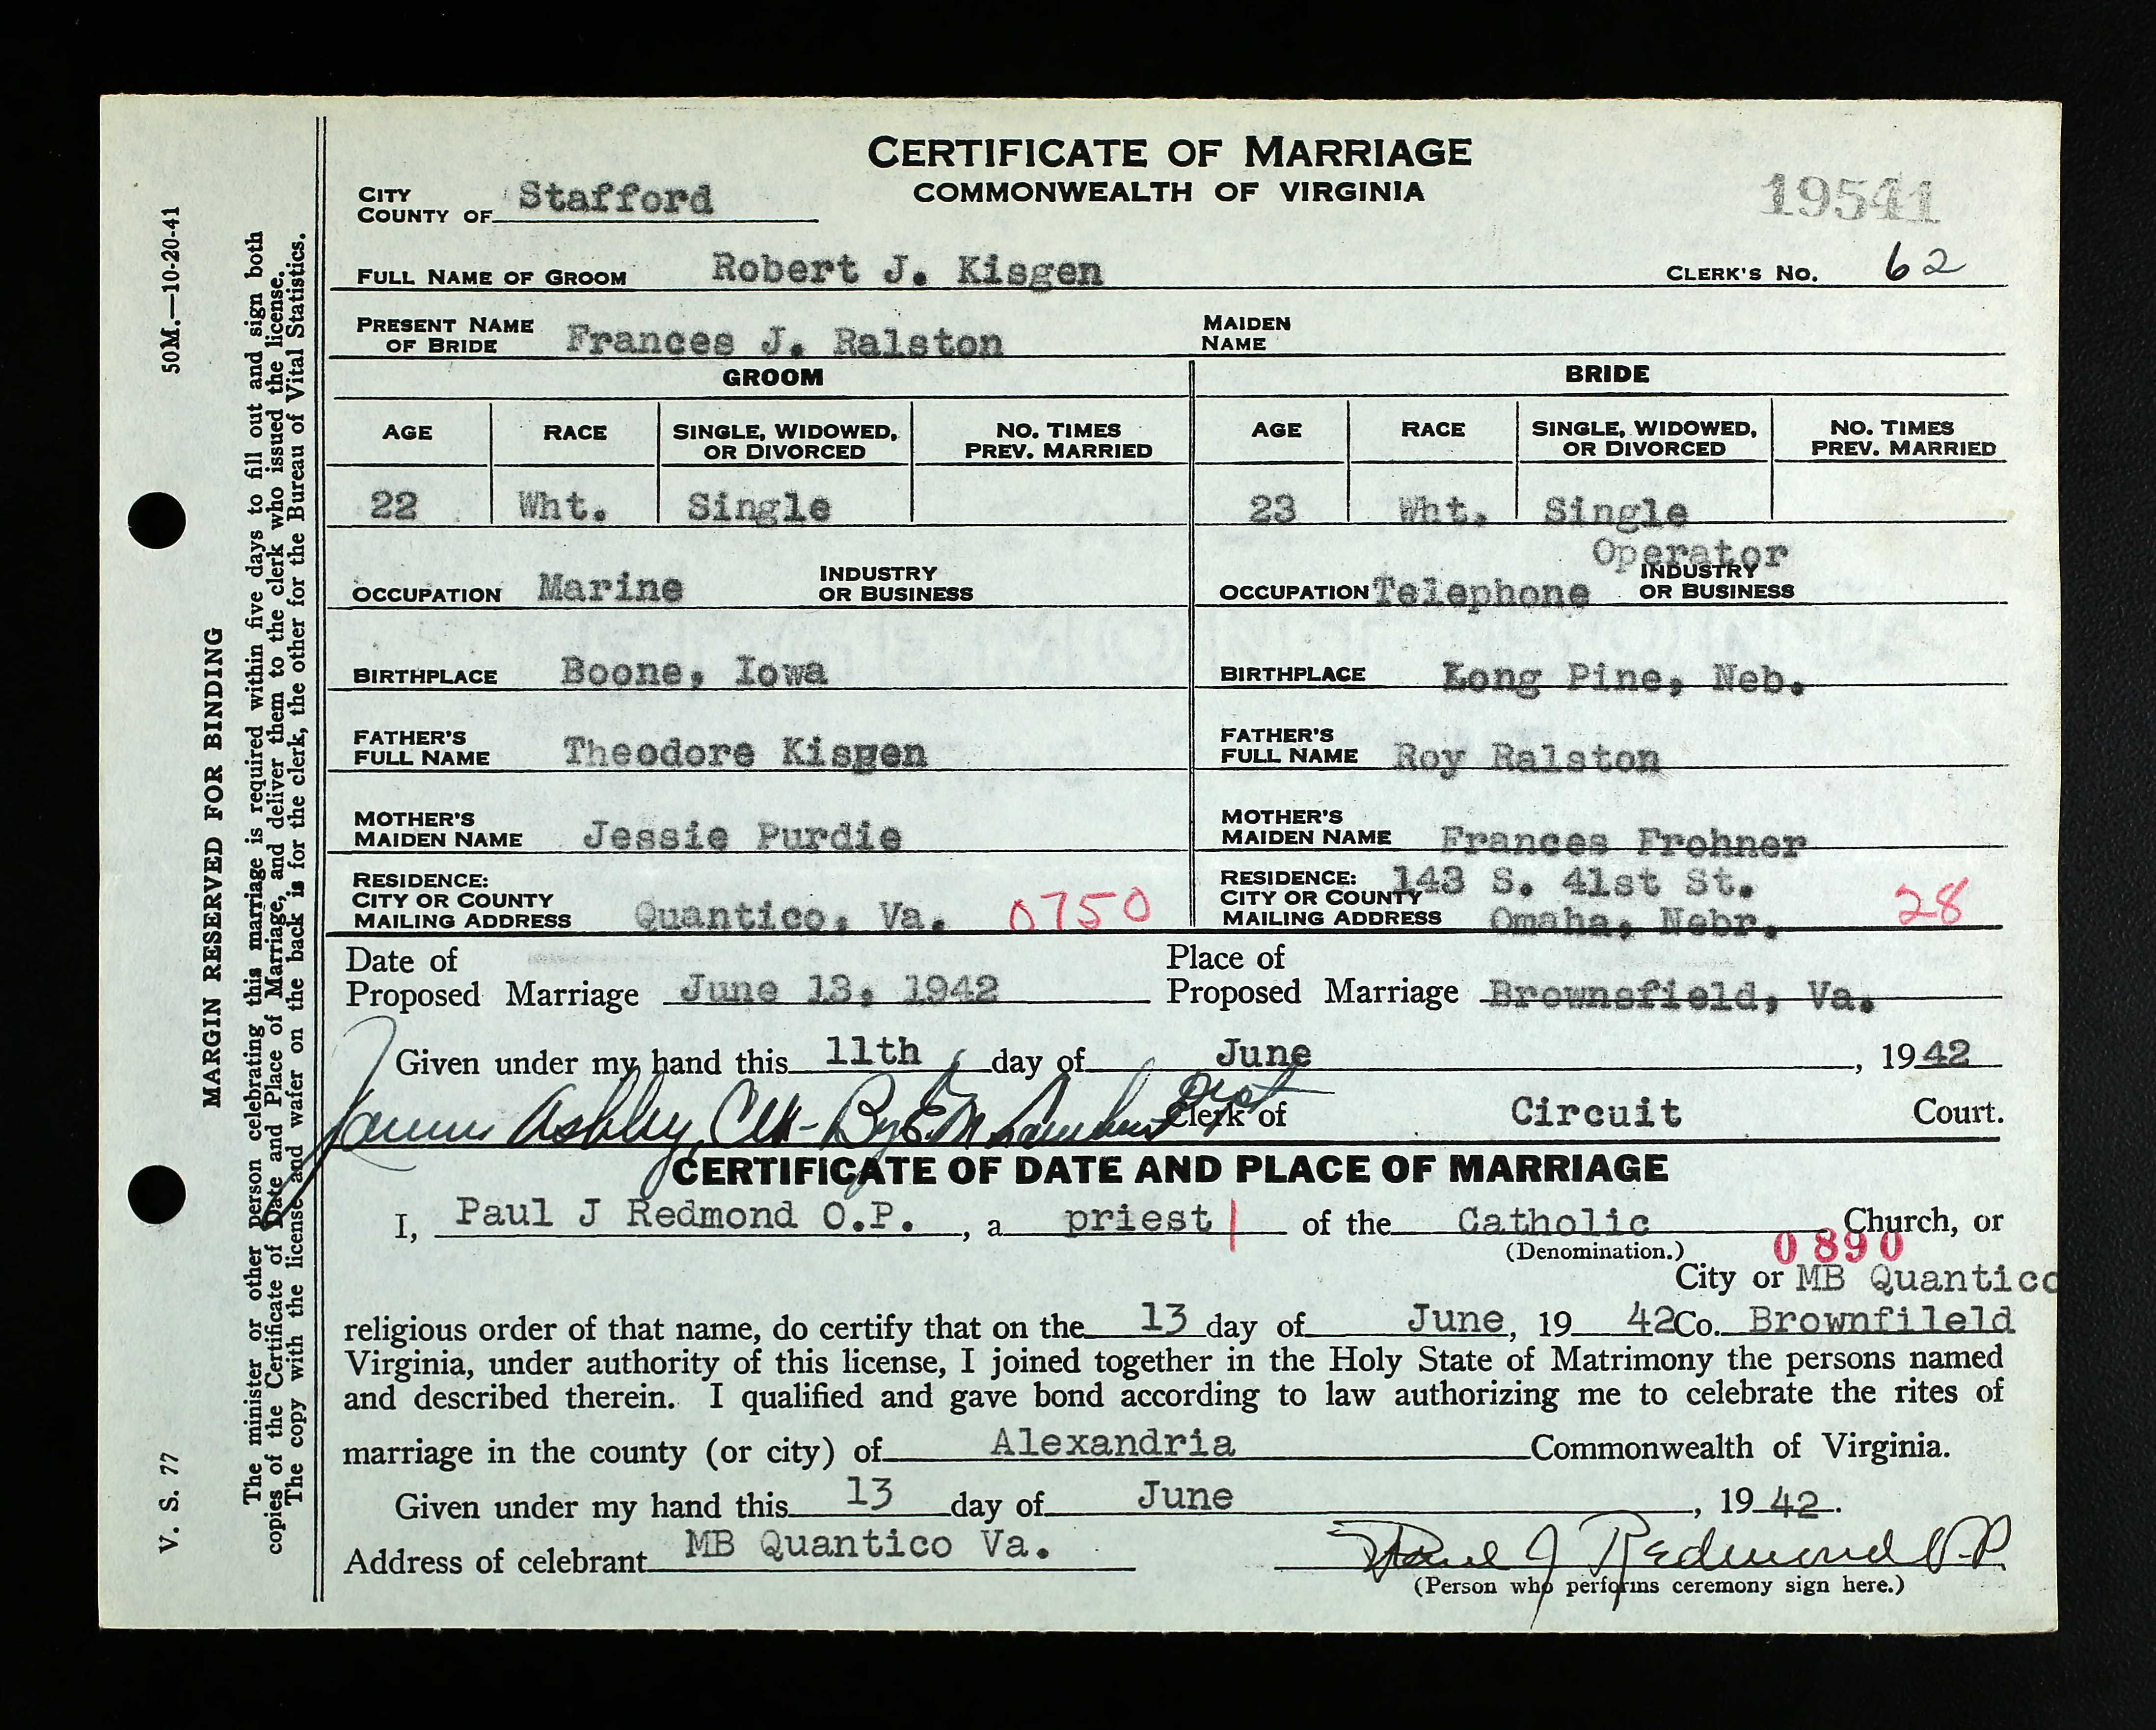 CERTIFICATE OF MARRIAGE
COMMONWEALTH OF VIRGINIA
19541
CITY
COUNTY OF Stafford
FULL NAME OF GROOM Robert J. Kisgen CLERK'S NO. 62
PRESENT NAME OF BRIDE Frances J. Ralston MAIDEN NAME
GROOM BRIDE
AGE RACE SINGLE, WIDOWED, OR DIVORCED NO. TIMES PREV. MARRIED AGE RACE SINGLE, WIDOWED, OR DIVORCED NO. TIMES PREV. MARRIED
22 Wht. Single 23 Wht. Single
OCCUPATION Marine INDUSTRY OR BUSINESS OCCUPATION Telephone Operator INDUSTRY OR BUSINESS
BIRTHPLACE Boone, Iowa BIRTHPLACE Long Pine, Neb.
FATHER'S FULL NAME Theodore Kisgen FATHER'S FULL NAME Roy Ralston
MOTHER'S MAIDEN NAME Jessie Purdie MOTHER'S MAIDEN NAME Frances Frohner
RESIDENCE: CITY OR COUNTY MAILING ADDRESS Quantico, Va. 0750 RESIDENCE: CITY OR COUNTY MAILING ADDRESS 143 S. 41st St. Omaha, Nebr. 28
Date of Proposed Marriage June 13, 1942 Place of Proposed Marriage Brownsfield, Va.
Given under my hand this 11th day of June, 1942
Ashby, Clk - By E. M. Clerk of Circuit Court.
CERTIFICATE OF DATE AND PLACE OF MARRIAGE
I, Paul J Redmond O.P., a priest of the Catholic Church, or
(Denomination.) 0890
City or MB Quantico
religious order of that name, do certify that on the 13 day of June, 19 42 Co. Brownfileld
Virginia, under authority of this license, I joined together in the Holy State of Matrimony the persons named
and described therein. I qualified and gave bond according to law authorizing me to celebrate the rites of
marriage in the county (or city) of Alexandria Commonwealth of Virginia.
Given under my hand this 13 day of June, 19 42.
Address of celebrant MB Quantico Va. Paul J Redmond O.P.
(Person who performs ceremony sign here.)
V. S. 77 50M.—10-20-41
MARGIN RESERVED FOR BINDING
The minister or other person celebrating this marriage is required within five days to fill out and sign both
copies of the Certificate of Date and Place of Marriage, and deliver them to the clerk who issued the license.
The copy with the license and wafer on the back is for the clerk, the other for the Bureau of Vital Statistics.